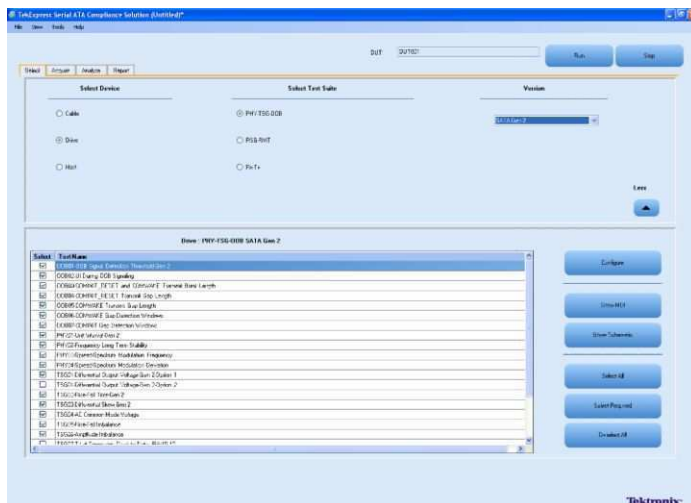 TekExpress Serial ATA Compliance Solution (Untitled)*
File View Tools Help
DUT DUT001
Run Stop
Select Acquire Analyze Report
Select Device Select Test Suite Version
Cable PHY-TSG-OOB
SATA Gen 2
Drive
Host
Less
Drive : PHY-TSG-OOB SATA Gen 2
Select Test Name
OOB01-OOB Signal Detection Threshold Gen 2
OOB02-UI During OOB Signaling
OOB03-COMINIT_RESET and COMWAKE Transmit Burst Length
OOB04-COMINIT_RESET Transmit Gap Length
OOB05-COMWAKE Transmit Gap Length
OOB06-COMWAKE Gap Detection Windows
OOB07-COMINIT Gap Detection Windows
PHY01-Unit Interval Gen 2
PHY02-Frequency Long Term Stability
PHY03-Spread Spectrum Modulation Frequency
PHY04-Spread Spectrum Modulation Deviation
TSG01-Differential Output Voltage Gen 2 Option 1
TSG01-Differential Output Voltage Gen 2 Option 2
TSG02-Rise Fall Time Gen 2
TSG03-Differential Skew Gen 2
TSG04-AC Common Mode Voltage
TSG05-Rise Fall Imbalance
TSG06-Amplitude Imbalance
Configure
Show MOI
Show Schematic
Select All
Select Required
Deselect All
Tektronix